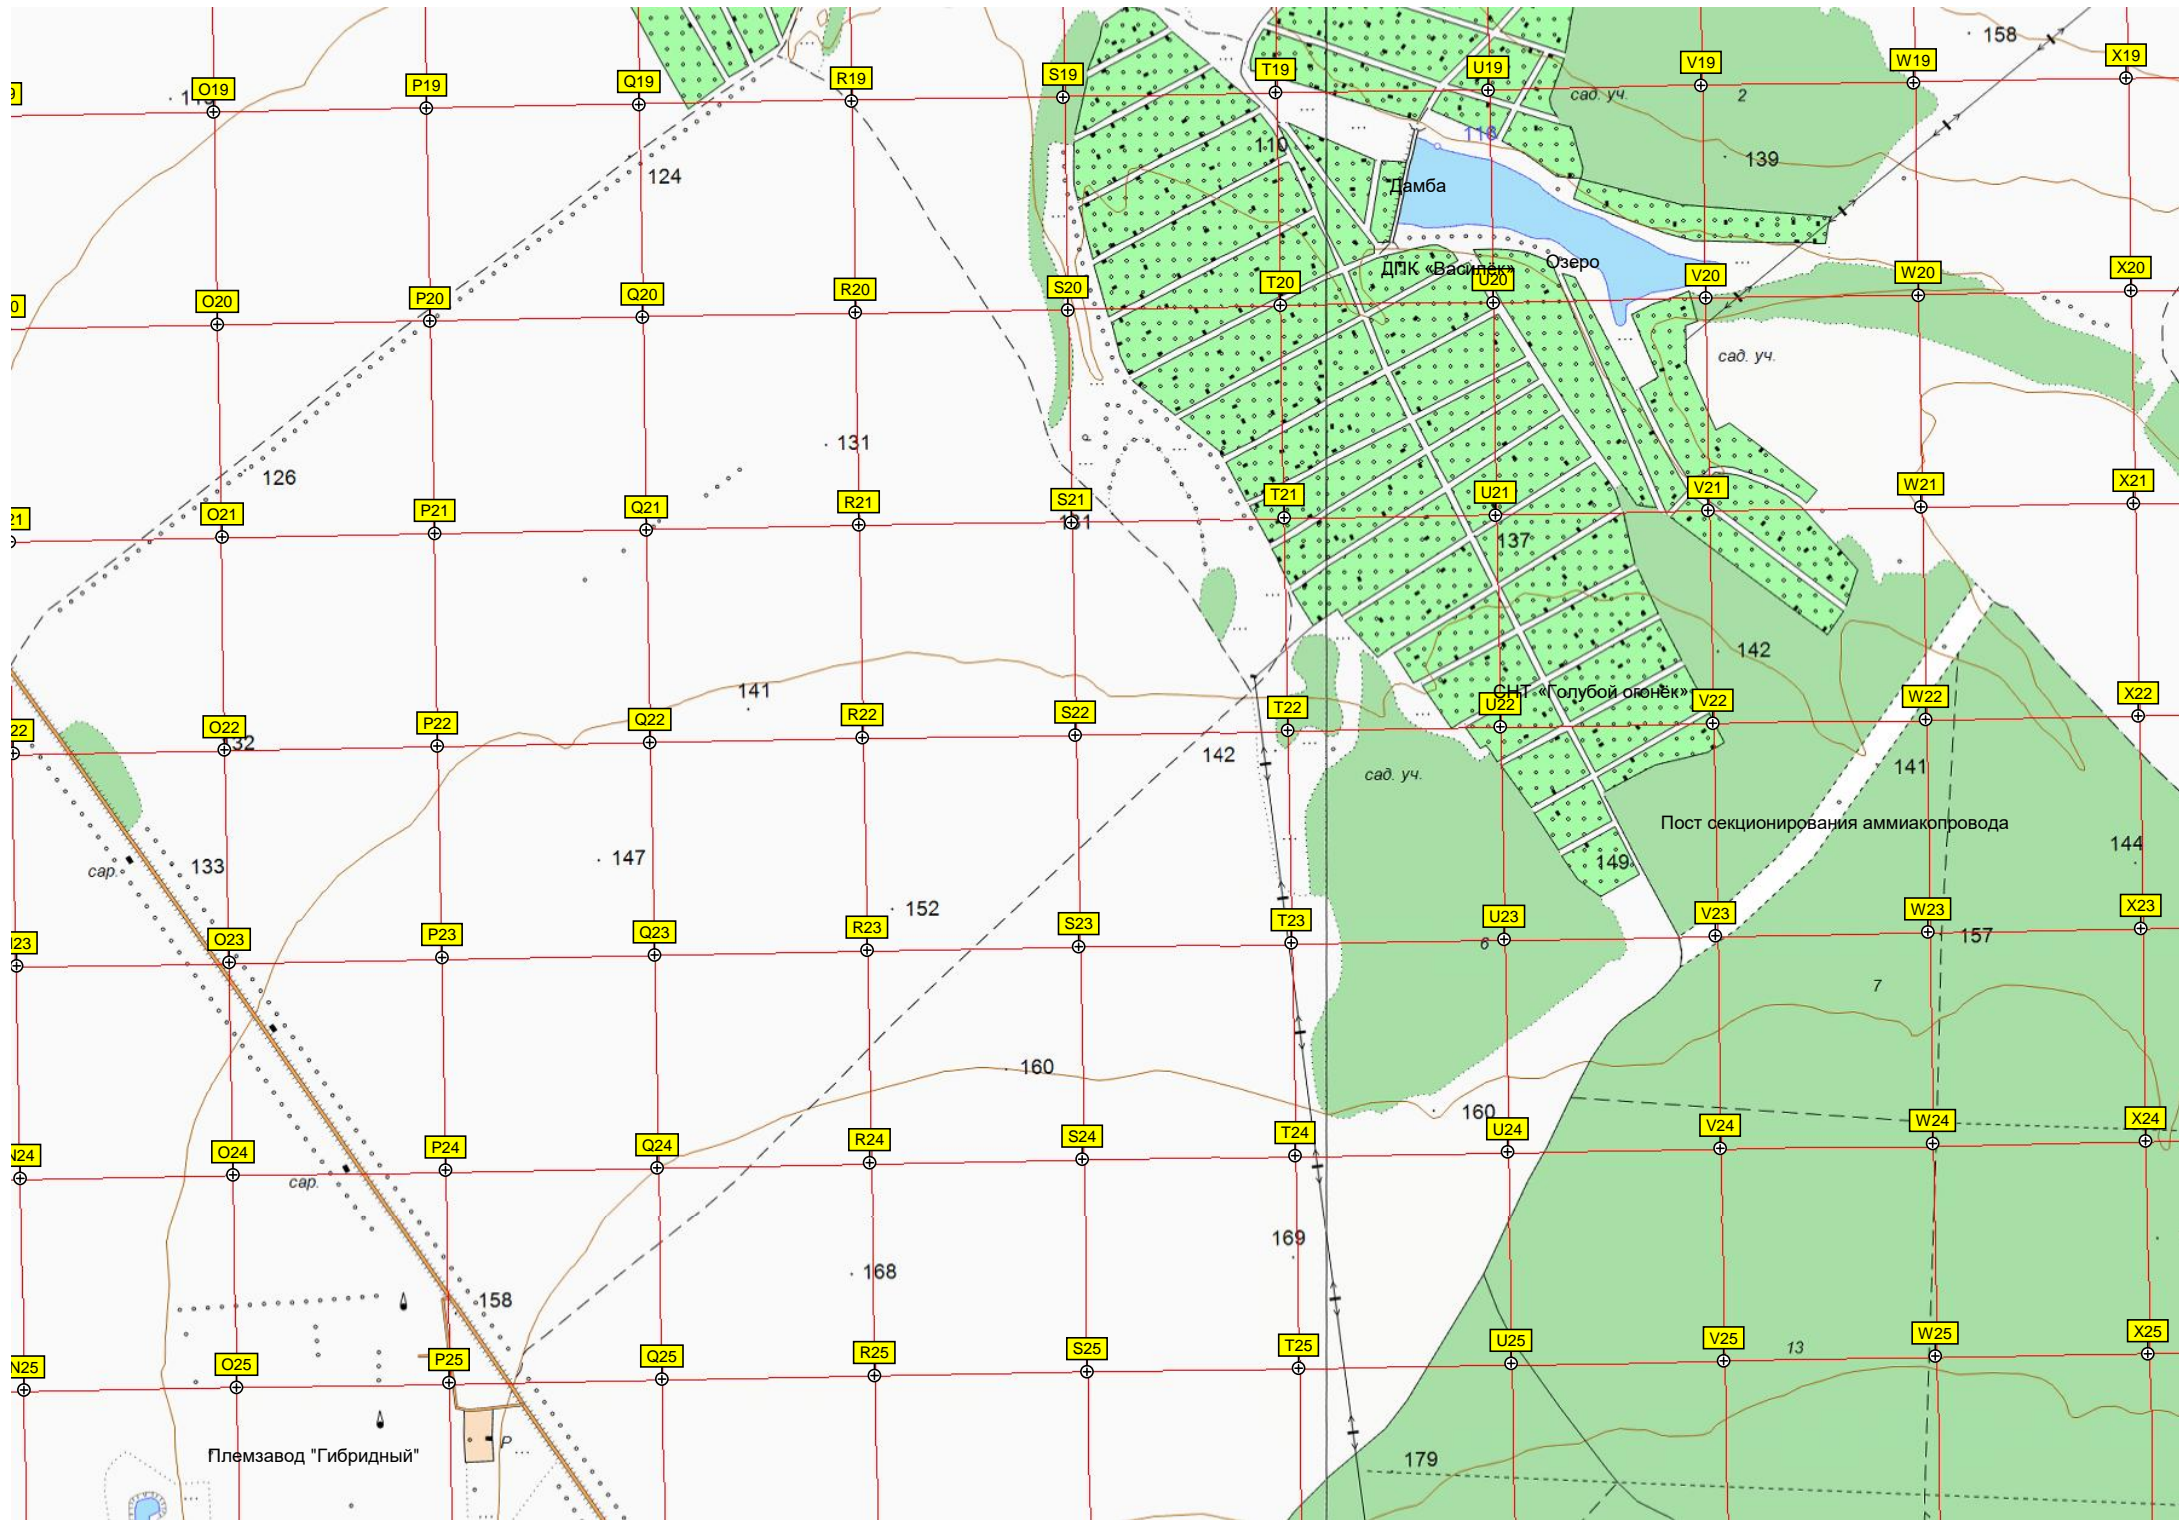 158
O19
P19
Q19
R19
S19
T19
U19
V19
W19
X19
сад. уч.
2
118
110
139
124
Дамба
ДПК «Василёк»
Озеро
O20
P20
Q20
R20
S20
T20
U20
V20
W20
X20
сад. уч.
131
126
O21
P21
Q21
R21
S21
T21
U21
V21
W21
X21
131
137
142
141
СНТ «Голубой огонёк»
22
O22
P22
Q22
R22
S22
T22
U22
V22
W22
X22
132
142
сад. уч.
141
Пост секционирования аммиакопровода
144
147
149
133
сар.
152
O23
P23
Q23
R23
S23
T23
U23
V23
W23
X23
6
157
7
160
160
N24
O24
P24
Q24
R24
S24
T24
U24
V24
W24
X24
сар.
169
168
158
N25
O25
P25
Q25
R25
S25
T25
U25
V25
W25
X25
13
Р
Племзавод "Гибридный"
179